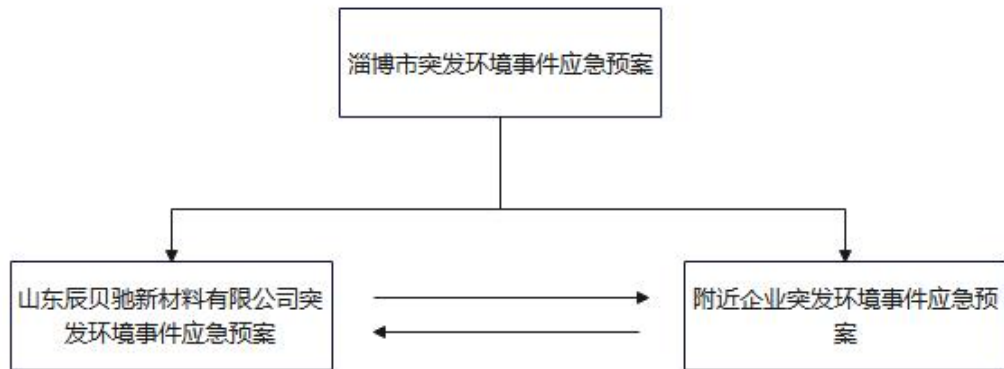 淄博市突发环境事件应急预案
山东辰贝驰新材料有限公司突
发环境事件应急预案
附近企业突发环境事件应急预
案